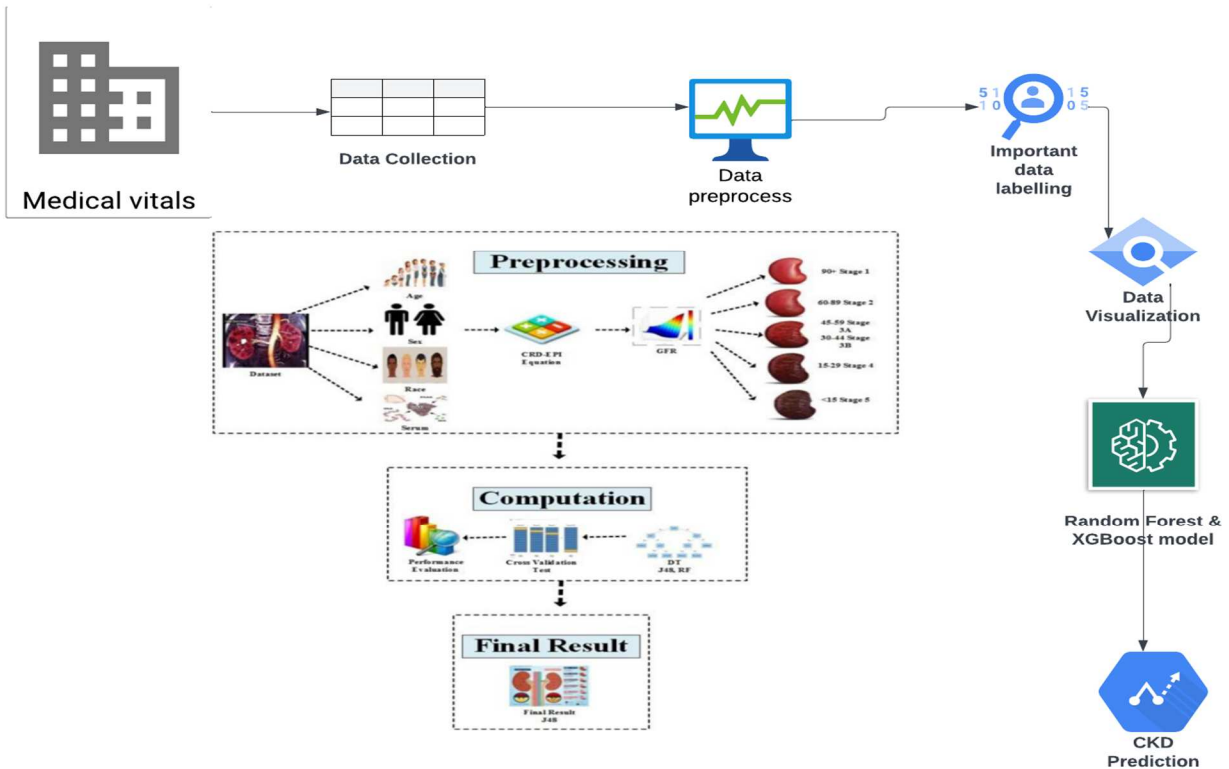 Medical vitals
Data Collection
Data
preprocess
5 1
1 0
1 5
0 5
Important
data
labelling
Data
Visualization
Random Forest &
XGBoost model
CKD
Prediction
Preprocessing
Dataset
Age
Sex
Race
Serum
CRD-EPI
Equation
GFR
90+ Stage 1
60-89 Stage 2
45-59 Stage
3A
30-44 Stage
3B
15-29 Stage 4
<15 Stage 5
Computation
Performance
Evaluation
Cross Validation
Test
DT
J48, RF
Final Result
Final Result
J48